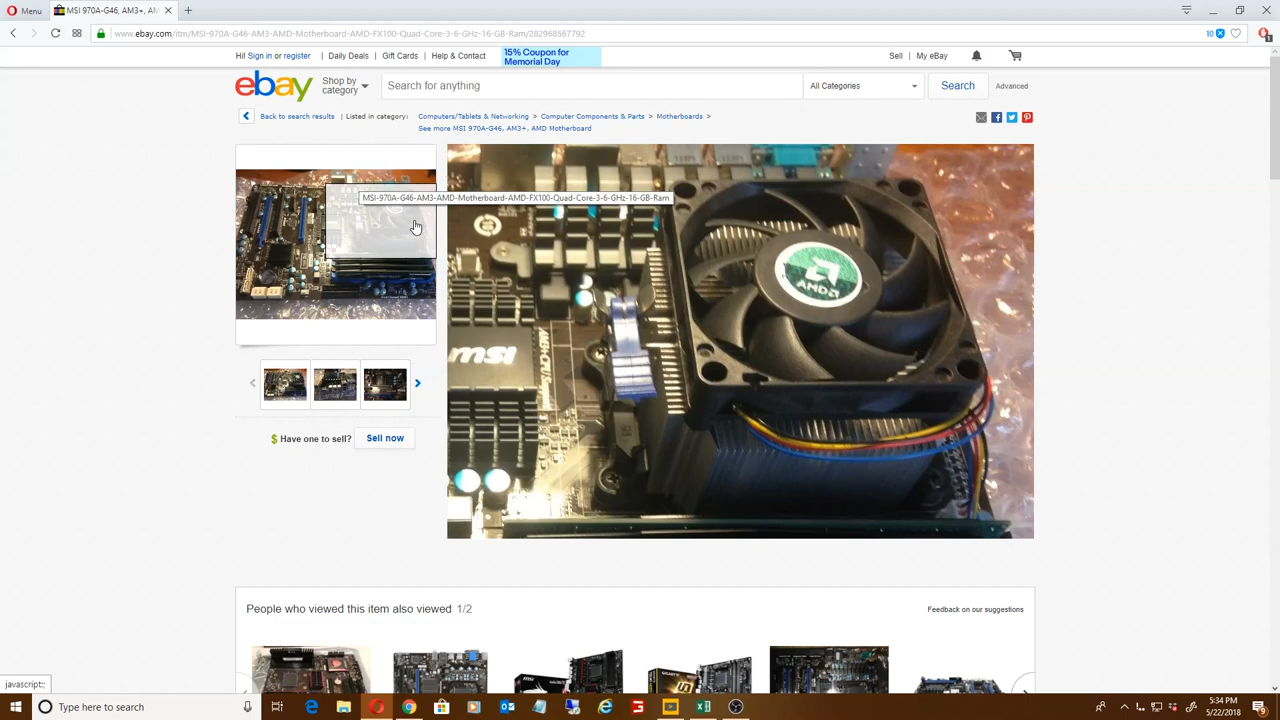 Menu
MSI 970A-G46, AM3+, AM
www.ebay.com/itm/MSI-970A-G46-AM3-AMD-Motherboard-AMD-FX100-Quad-Core-3-6-GHz-16-GB-Ram/282968567792
10
1
Hi! Sign in or register
Daily Deals
Gift Cards
Help & Contact
15% Coupon for
Memorial Day
Sell
My eBay
ebay
Shop by
category
Search for anything
All Categories
Search
Advanced
Back to search results
Listed in category:
Computers/Tablets & Networking > Computer Components & Parts > Motherboards >
See more MSI 970A-G46, AM3+, AMD Motherboard
MSI-970A-G46-AM3-AMD-Motherboard-AMD-FX100-Quad-Core-3-6-GHz-16-GB-Ram
AMD
msi
$ Have one to sell?
Sell now
People who viewed this item also viewed 1/2
Feedback on our suggestions
javascript:;
Type here to search
5:34 PM
5/22/2018
9